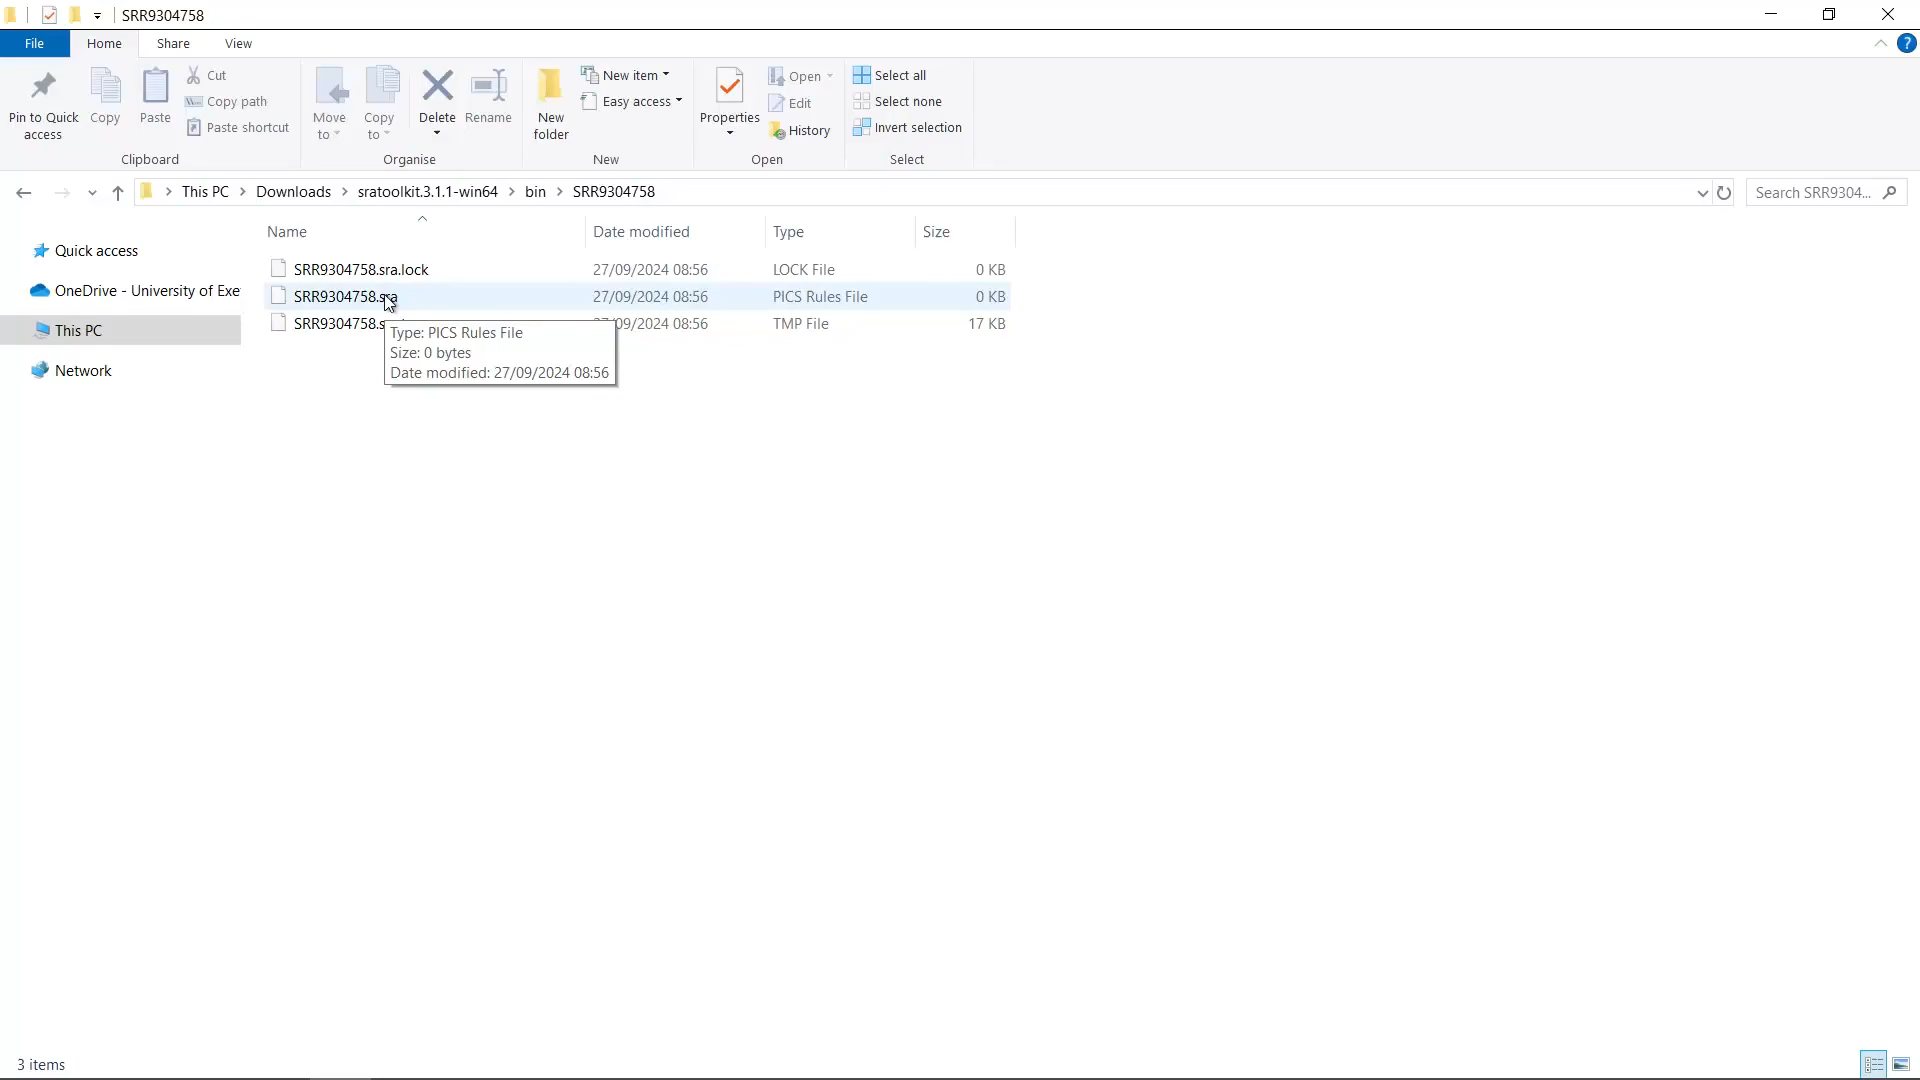 SRR9304758
File Home Share View
Pin to Quick access
Copy
Paste
Cut
Copy path
Paste shortcut
Clipboard
Move to
Copy to
Delete
Rename
Organise
New folder
New item
Easy access
New
Properties
Open
Edit
History
Open
Select all
Select none
Invert selection
Select
This PC > Downloads > sratoolkit.3.1.1-win64 > bin > SRR9304758
Search SRR9304...
Quick access
OneDrive - University of Exe
This PC
Network
Name Date modified Type Size
SRR9304758.sra.lock 27/09/2024 08:56 LOCK File 0 KB
SRR9304758.sra 27/09/2024 08:56 PICS Rules File 0 KB
SRR9304758.s 27/09/2024 08:56 TMP File 17 KB
Type: PICS Rules File
Size: 0 bytes
Date modified: 27/09/2024 08:56
3 items